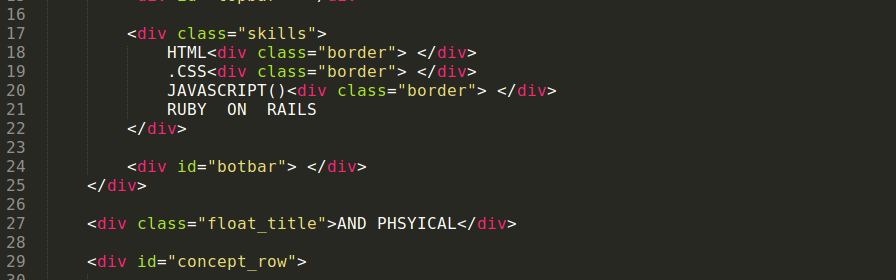 16
17 <div class="skills">
18 HTML<div class="border"> </div>
19 .CSS<div class="border"> </div>
20 JAVASCRIPT()<div class="border"> </div>
21 RUBY  ON  RAILS
22 </div>
23
24 <div id="botbar"> </div>
25 </div>
26
27 <div class="float_title">AND PHSYICAL</div>
28
29 <div id="concept_row">